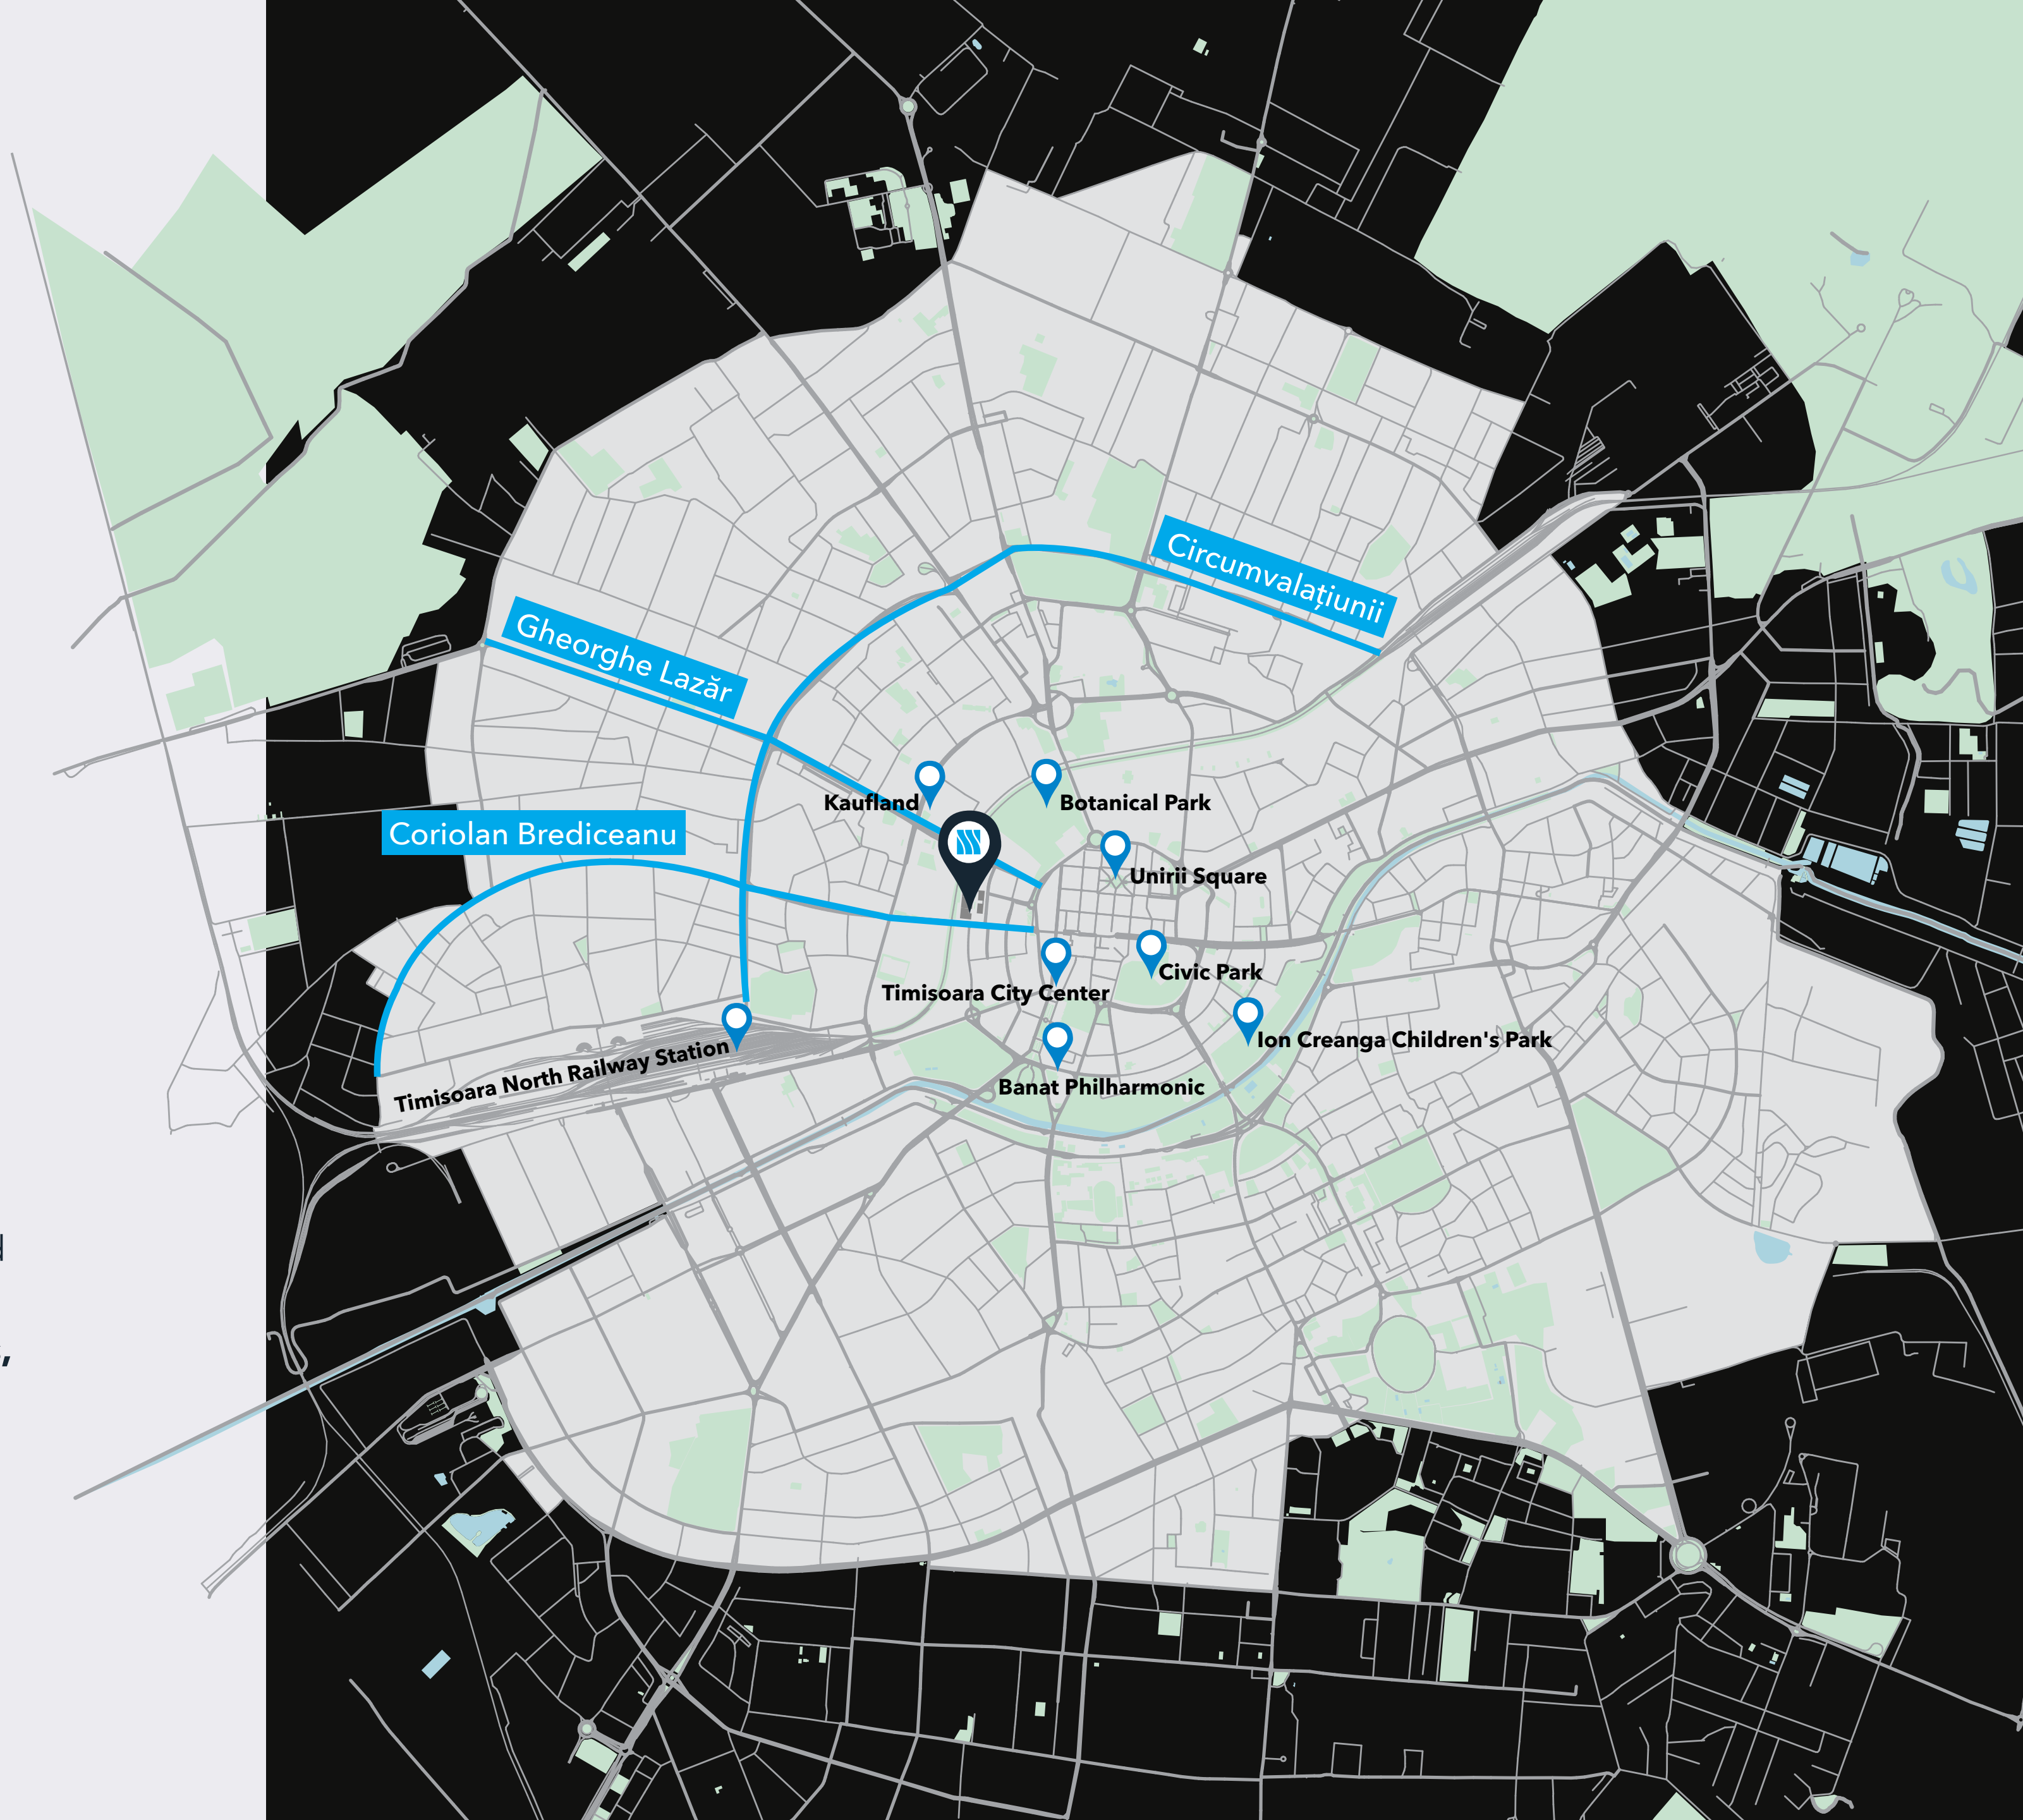 Circumvalațiunii
Gheorghe Lazăr
Kaufland
Botanical Park
Coriolan Brediceanu
Unirii Square
Civic Park
Timisoara City Center
Ion Creanga Children's Park
Timisoara North Railway Station
Banat Philharmonic
,